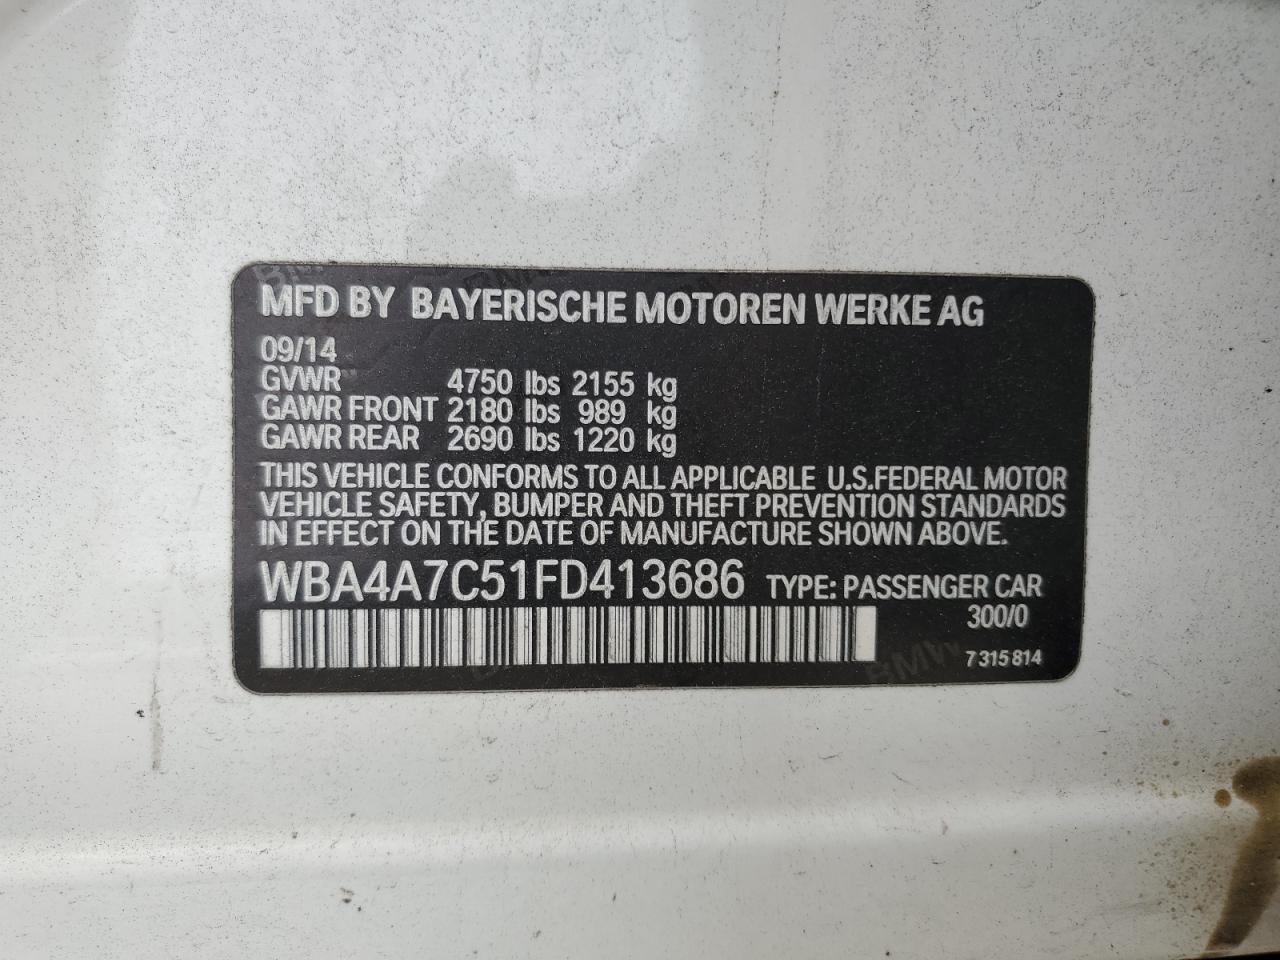 MFD BY BAYERISCHE MOTOREN WERKE AG
09/14
GVWR 4750 lbs 2155 kg
GAWR FRONT 2180 lbs 989 kg
GAWR REAR 2690 lbs 1220 kg
THIS VEHICLE CONFORMS TO ALL APPLICABLE U.S.FEDERAL MOTOR
VEHICLE SAFETY, BUMPER AND THEFT PREVENTION STANDARDS
IN EFFECT ON THE DATE OF MANUFACTURE SHOWN ABOVE.
WBA4A7C51FD413686 TYPE: PASSENGER CAR
300/0
7 315 814